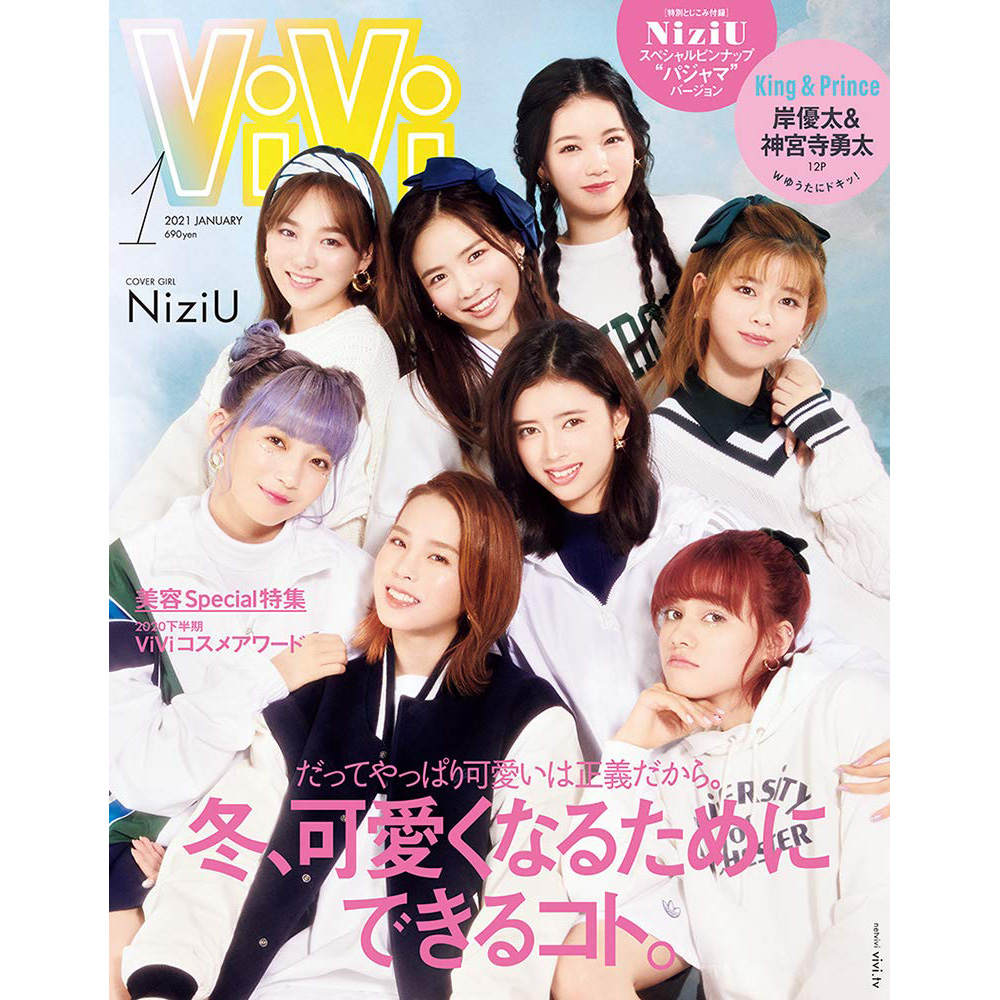 ViVi
[特別とじこみ付録]
NiziU
スペシャルピンナップ
“パジャマ”
バージョン
King & Prince
岸優太&
神宮寺勇太
12P
Wゆうたにドキッ!
1
2021 JANUARY
690yen
COVER GIRL
NiziU
美容Special特集
2020下半期
ViViコスメアワード
だってやっぱり可愛いは正義だから。
冬、可愛くなるために
できるコト。
netvivi vivi.tv